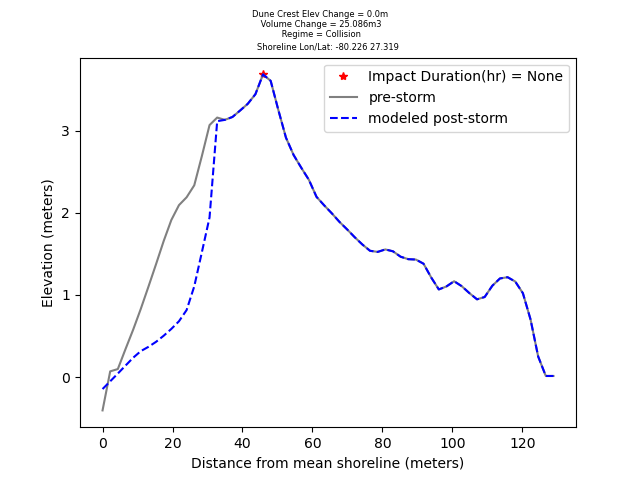 Dune Crest Elev Change = 0.0m
Volume Change = 25.086m3
Regime = Collision
Shoreline Lon/Lat: -80.226 27.319
Impact Duration(hr) = None
pre-storm
modeled post-storm
3
2
1
0
Elevation (meters)
0 20 40 60 80 100 120
Distance from mean shoreline (meters)